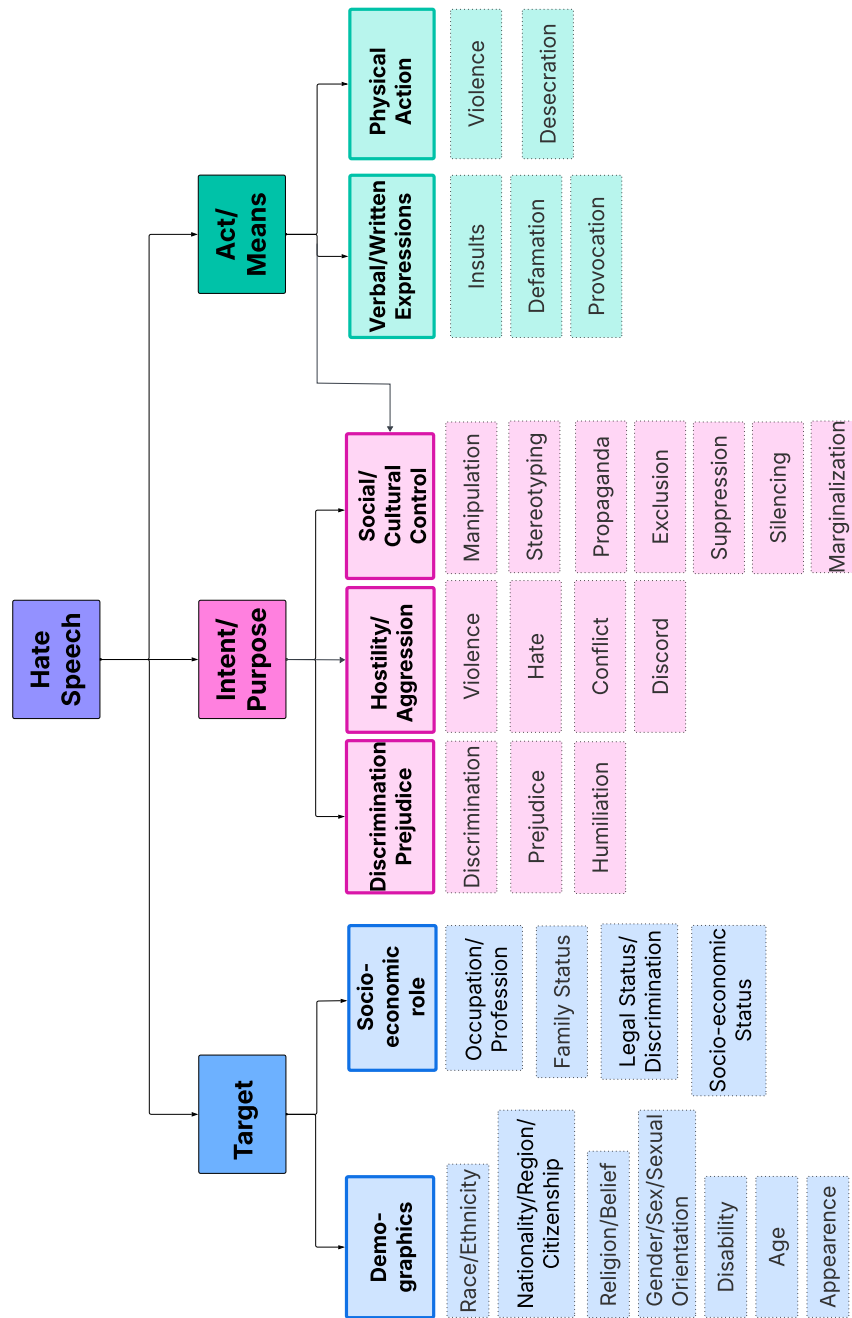 Hate
Speech
Target
Intent/
Purpose
Act/
Means
Demo-
graphics
Socio-
economic
role
Discrimination
Prejudice
Hostility/
Aggression
Social/
Cultural
Control
Verbal/Written
Expressions
Physical
Action
Race/Ethnicity
Nationality/Region/
Citizenship
Religion/Belief
Gender/Sex/Sexual
Orientation
Disability
Age
Appearence
Occupation/
Profession
Family Status
Legal Status/
Discrimination
Socio-economic
Status
Discrimination
Prejudice
Humiliation
Violence
Hate
Conflict
Discord
Manipulation
Stereotyping
Propaganda
Exclusion
Suppression
Silencing
Marginalization
Insults
Defamation
Provocation
Violence
Desecration